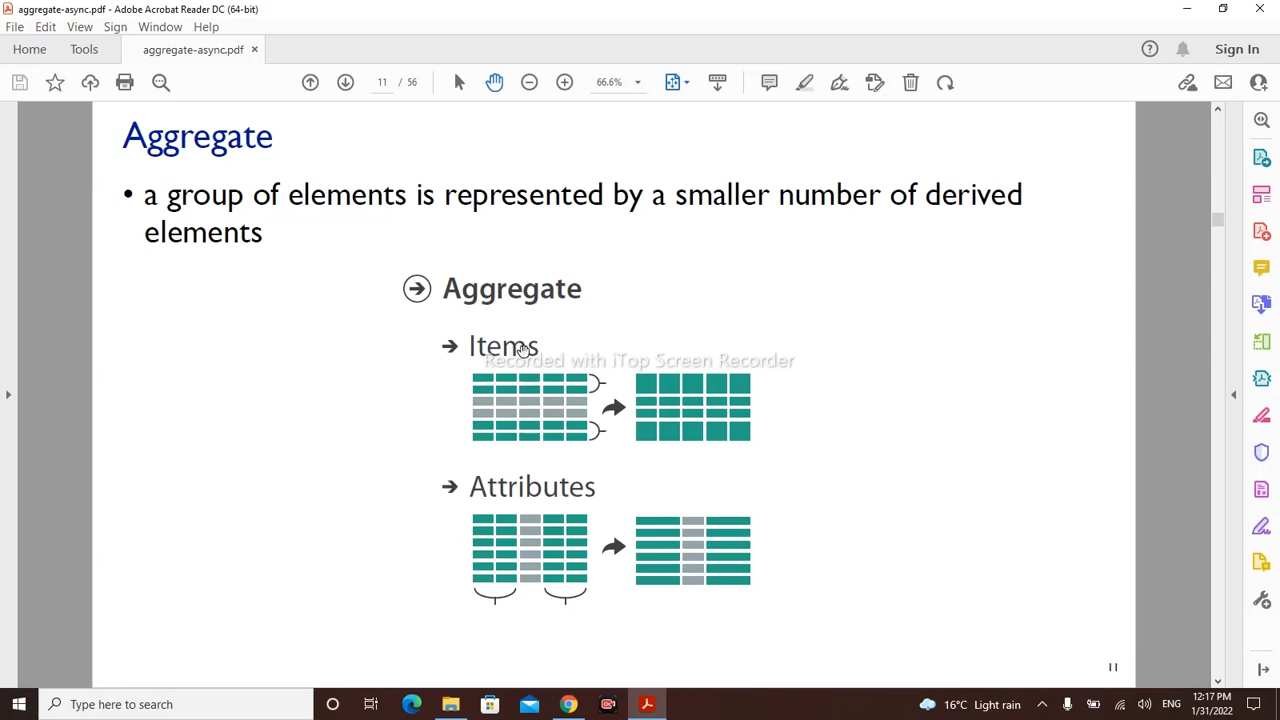 aggregate-async.pdf - Adobe Acrobat Reader DC (64-bit)
File Edit View Sign Window Help
Home Tools aggregate-async.pdf × Sign In
11 / 56 66.6%
Aggregate
• a group of elements is represented by a smaller number of derived
elements
Aggregate
Items
Recorded with iTop Screen Recorder
Attributes
11
Type here to search
16°C Light rain
ENG
12:17 PM
1/31/2022